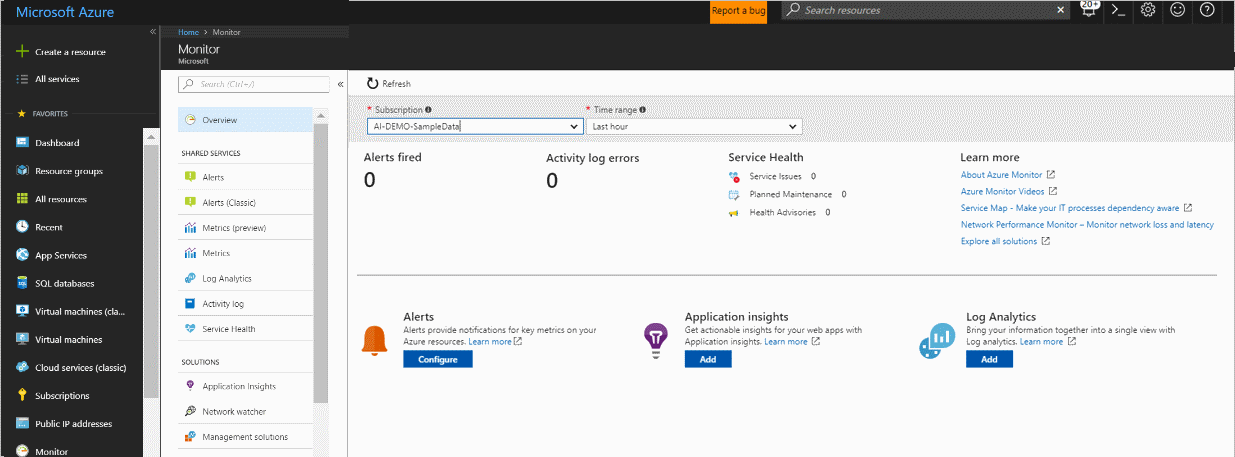 Microsoft Azure
Report a bug
Search resources
20+
Home > Monitor
Monitor
Microsoft
Create a resource
All services
FAVORITES
Dashboard
Resource groups
All resources
Recent
App Services
SQL databases
Virtual machines (cla...
Virtual machines
Cloud services (classic)
Subscriptions
Public IP addresses
Monitor
Search (Ctrl+/)
Overview
SHARED SERVICES
Alerts
Alerts (Classic)
Metrics (preview)
Metrics
Log Analytics
Activity log
Service Health
SOLUTIONS
Application Insights
Network watcher
Management solutions
Refresh
* Subscription
AI-DEMO-SampleData
* Time range
Last hour
Alerts fired
0
Activity log errors
0
Service Health
Service Issues 0
Planned Maintenance 0
Health Advisories 0
Learn more
About Azure Monitor
Azure Monitor Videos
Service Map - Make your IT processes dependency aware
Network Performance Monitor – Monitor network loss and latency
Explore all solutions
Alerts
Alerts provide notifications for key metrics on your
Azure resources. Learn more
Configure
Application insights
Get actionable insights for your web apps with
Application insights. Learn more
Add
Log Analytics
Bring your information together into a single view with
Log analytics. Learn more
Add